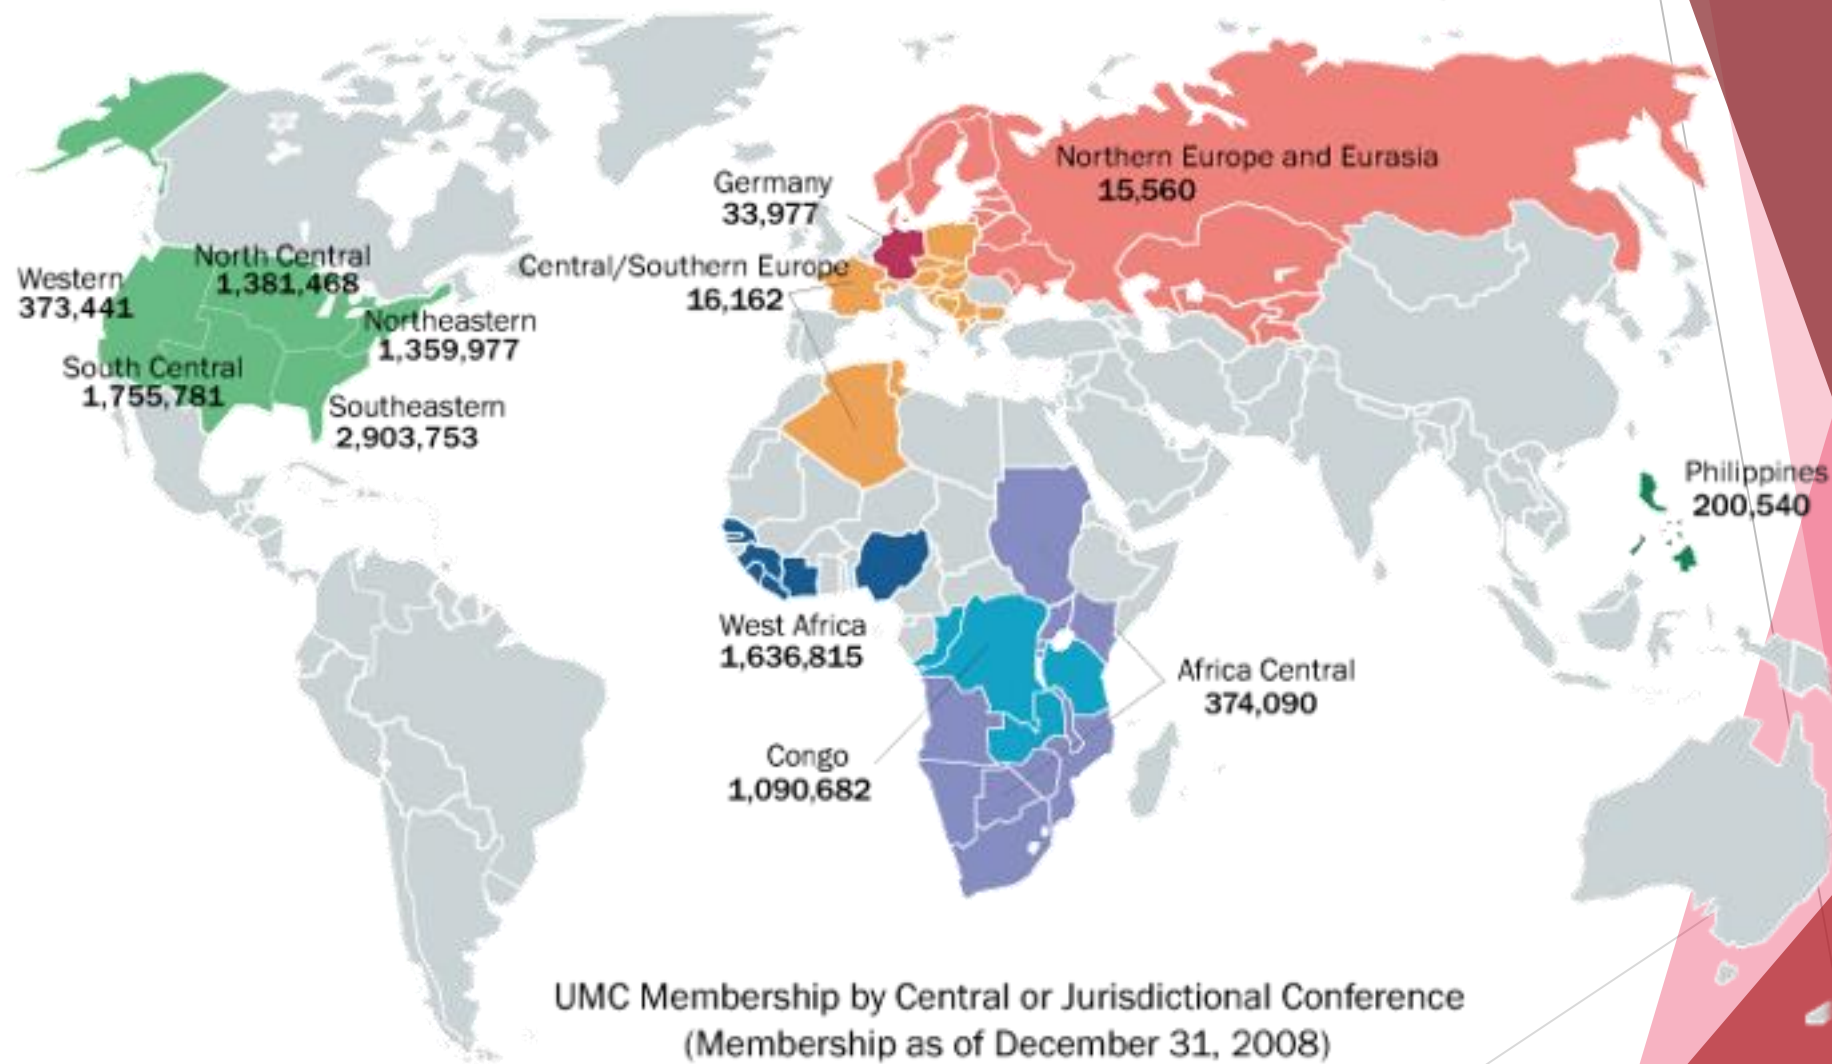 Northern Europe and Eurasia
15,560
Germany
33,977
Central/Southern Europe
16,162
North Central
1,381,468
Western
373,441
Northeastern
1,359,977
South Central
1,755,781
Southeastern
2,903,753
Philippines
200,540
West Africa
1,636,815
Africa Central
374,090
Congo
1,090,682
UMC Membership by Central or Jurisdictional Conference
(Membership as of December 31, 2008)